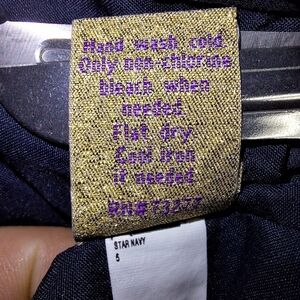 Hand wash cold
Only non-chlorine
bleach when
needed
Flat dry
Cool iron
if needed
RN# 73277
STAR NAVY
5